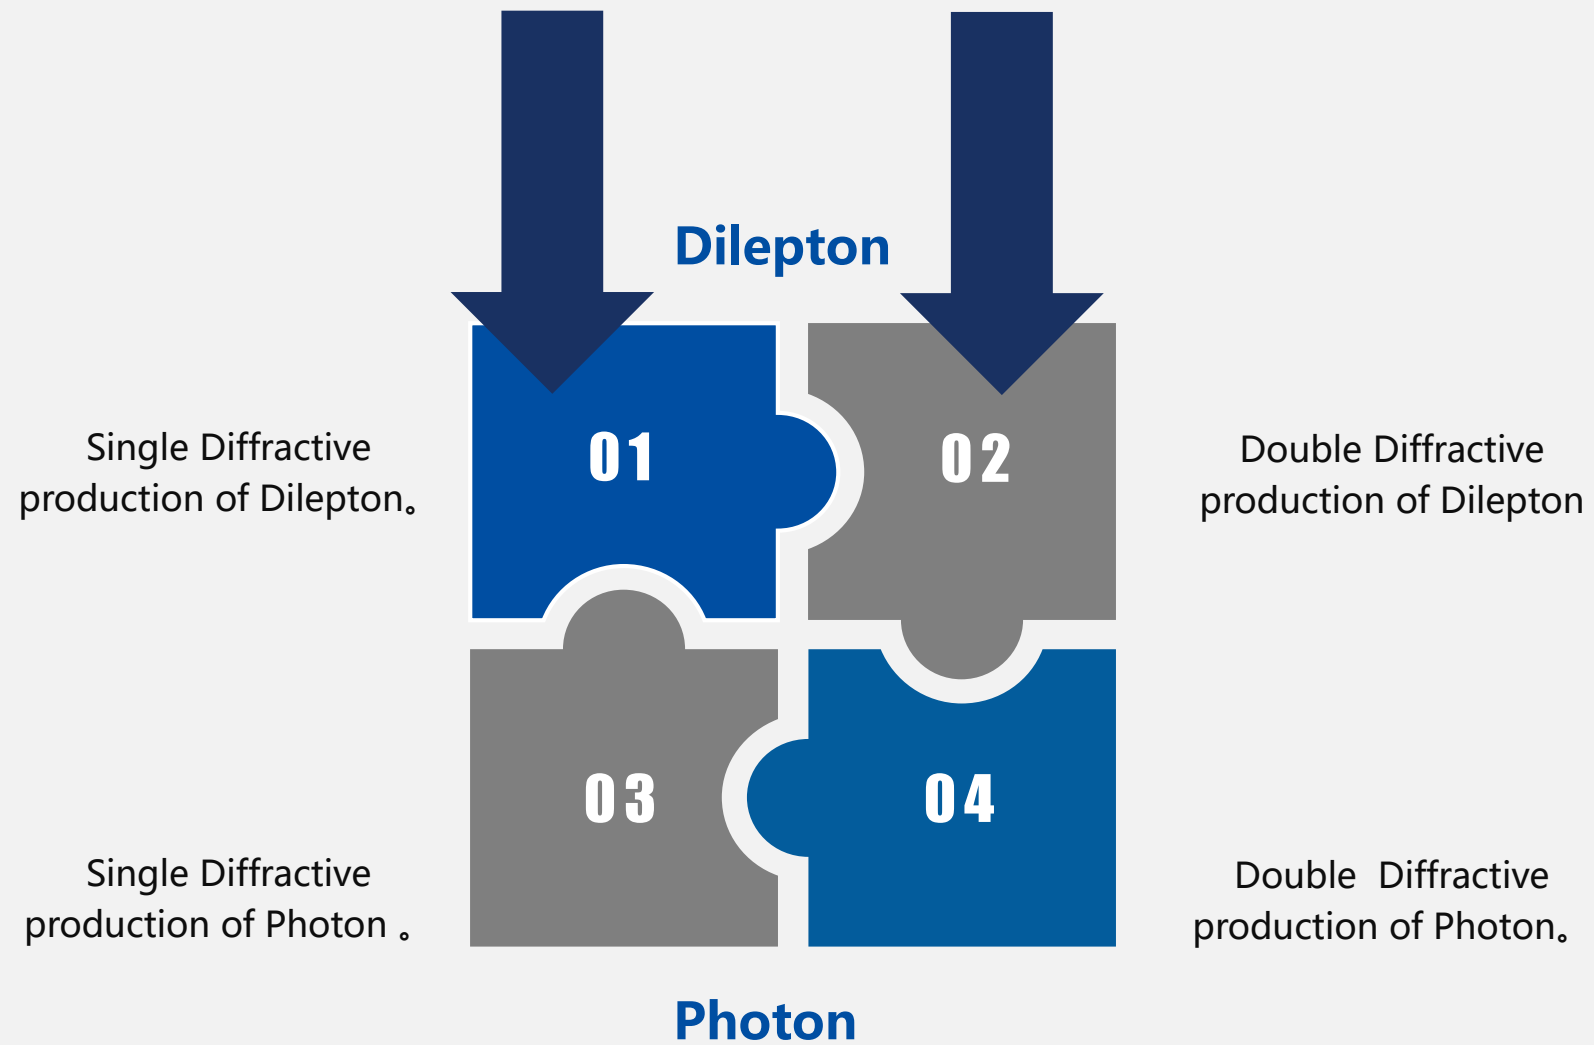 Dilepton
Single Diffractive
production of Dilepton。
01
02
Double Diffractive
production of Dilepton
03
04
Single Diffractive
production of Photon 。
Double  Diffractive
production of Photon。
Photon